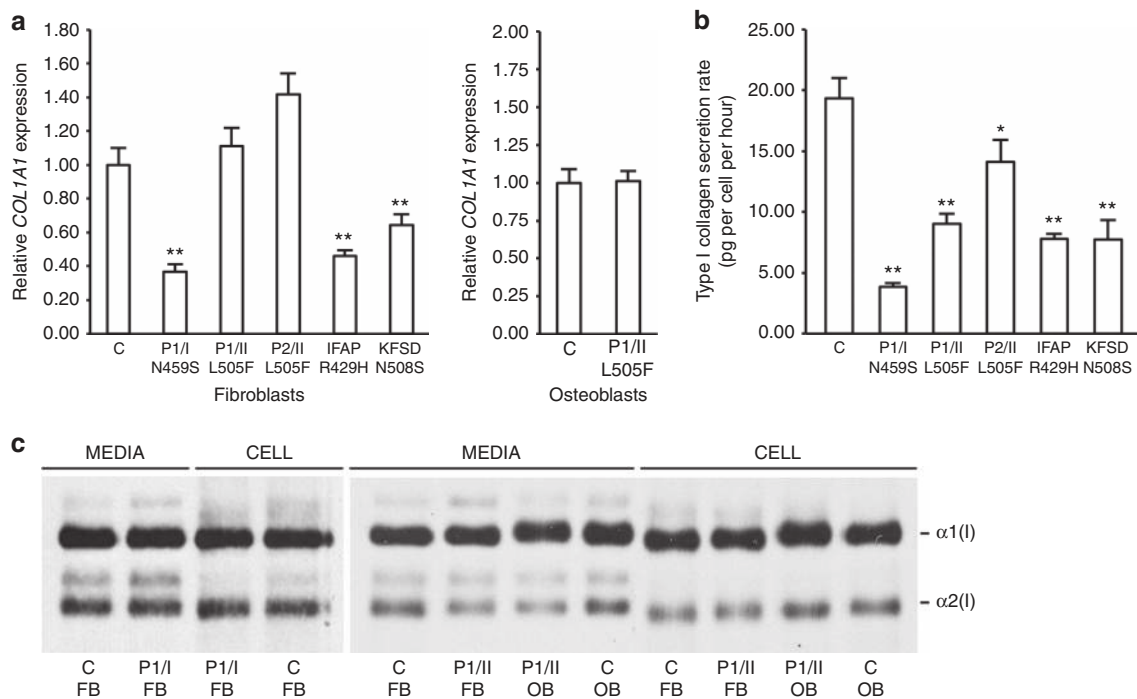 a
Relative COL1A1 expression
1.80
1.60
1.40
1.20
1.00
0.80
0.60
0.40
0.20
0.00
**
**
**
C
P1/I P1/II P2/II IFAP KFSD
N459S L505F L505F R429H N508S
Fibroblasts
Relative COL1A1 expression
2.00
1.75
1.50
1.25
1.00
0.75
0.50
0.25
0.00
C P1/II
L505F
Osteoblasts
b
Type I collagen secretion rate
(pg per cell per hour)
25.00
20.00
15.00
10.00
5.00
0.00
**
**
*
**
**
C
P1/I P1/II P2/II IFAP KFSD
N459S L505F L505F R429H N508S
c
MEDIA CELL MEDIA CELL
α1(I)
α2(I)
C P1/I P1/I C C P1/II P1/II C C P1/II P1/II C
FB FB FB FB FB FB OB OB FB FB OB OB